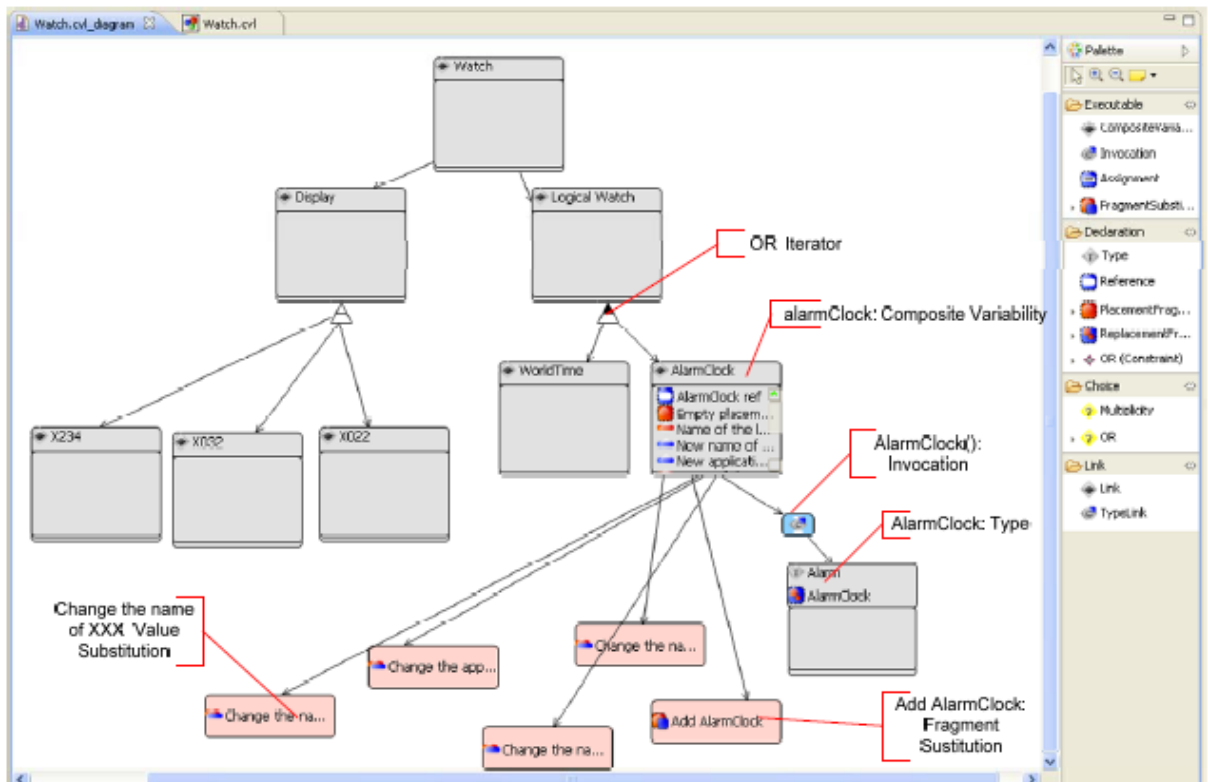 Watch.cvl_diagram
Watch.cvl
Watch
Display
Logical Watch
OR Iterator
alarmClock: Composite Variability
WorldTime
AlarmClock
AlarmClock ref
Empty placem...
Name of the l...
New name of ...
New applicati...
X234
X032
X022
AlarmClock():
Invocation
AlarmClock: Type
Alarm
AlarmClock
Change the name
of XXX Value
Substitution
Change the na...
Change the app...
Change the na...
Change the na...
Add AlarmClock
Add AlarmClock:
Fragment
Sustitution
Palette
Executable
CompositeVaria...
Invocation
Assignment
FragmentSubsti...
Declaration
Type
Reference
PlacementFrag...
ReplacementFr...
OR (Constraint)
Choice
Multiplicity
OR
Link
Link
TypeLink